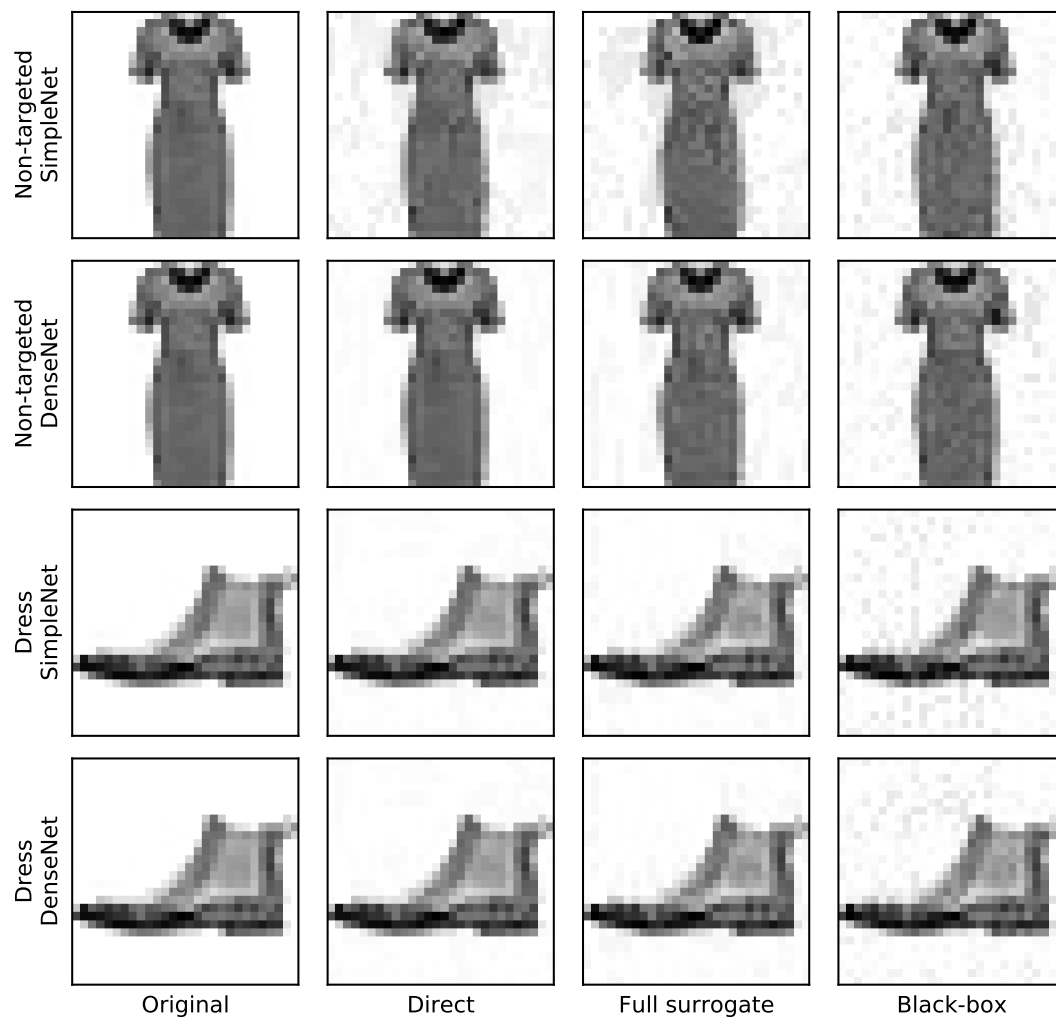 Non-targeted
SimpleNet
Non-targeted
DenseNet
Dress
SimpleNet
Dress
DenseNet
Original
Direct
Full surrogate
Black-box